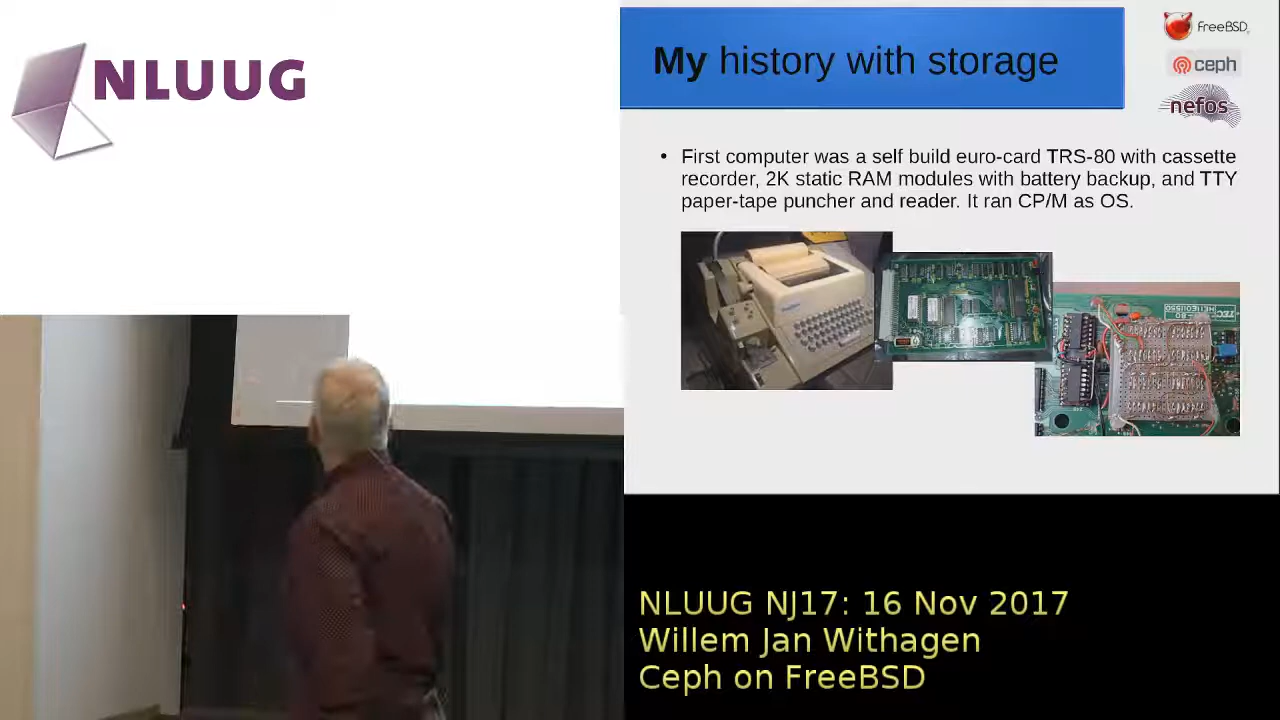 NLUUG
My history with storage
FreeBSD
ceph
nefos
• First computer was a self build euro-card TRS-80 with cassette
recorder, 2K static RAM modules with battery backup, and TTY
paper-tape puncher and reader. It ran CP/M as OS.
NLUUG NJ17: 16 Nov 2017
Willem Jan Withagen
Ceph on FreeBSD